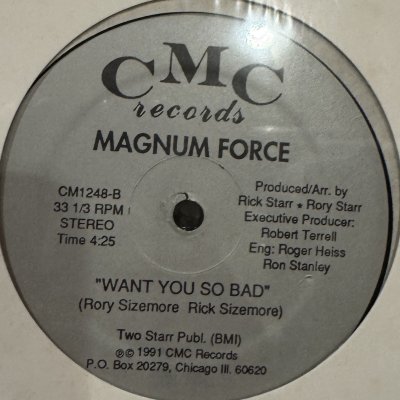 CMC
records
MAGNUM FORCE
CM1248-B
33 1/3 RPM
STEREO
Time 4:25
Produced/Arr. by
Rick Starr ★ Rory Starr
Executive Producer:
Robert Terrell
Eng: Roger Heiss
Ron Stanley
"WANT YOU SO BAD"
(Rory Sizemore Rick Sizemore)
Two Starr Publ. (BMI)
℗© 1991 CMC Records
P.O. Box 20279, Chicago Ill. 60620